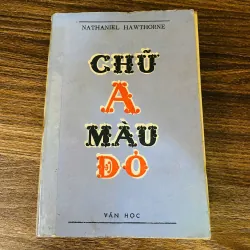 NATHANIEL HAWTHORNE
CHỮ
A
MÀU
ĐỎ
VĂN HỌC